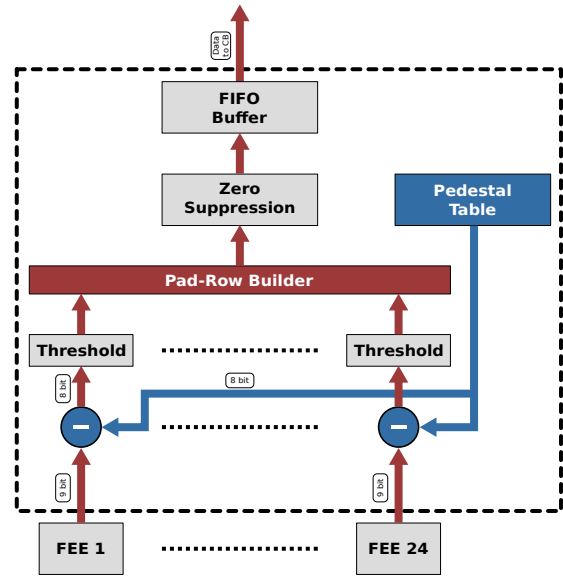 Data
to CB
FIFO
Buffer
Zero
Suppression
Pedestal
Table
Pad-Row Builder
Threshold
Threshold
8 bit
8 bit
9 bit
9 bit
FEE 1
FEE 24